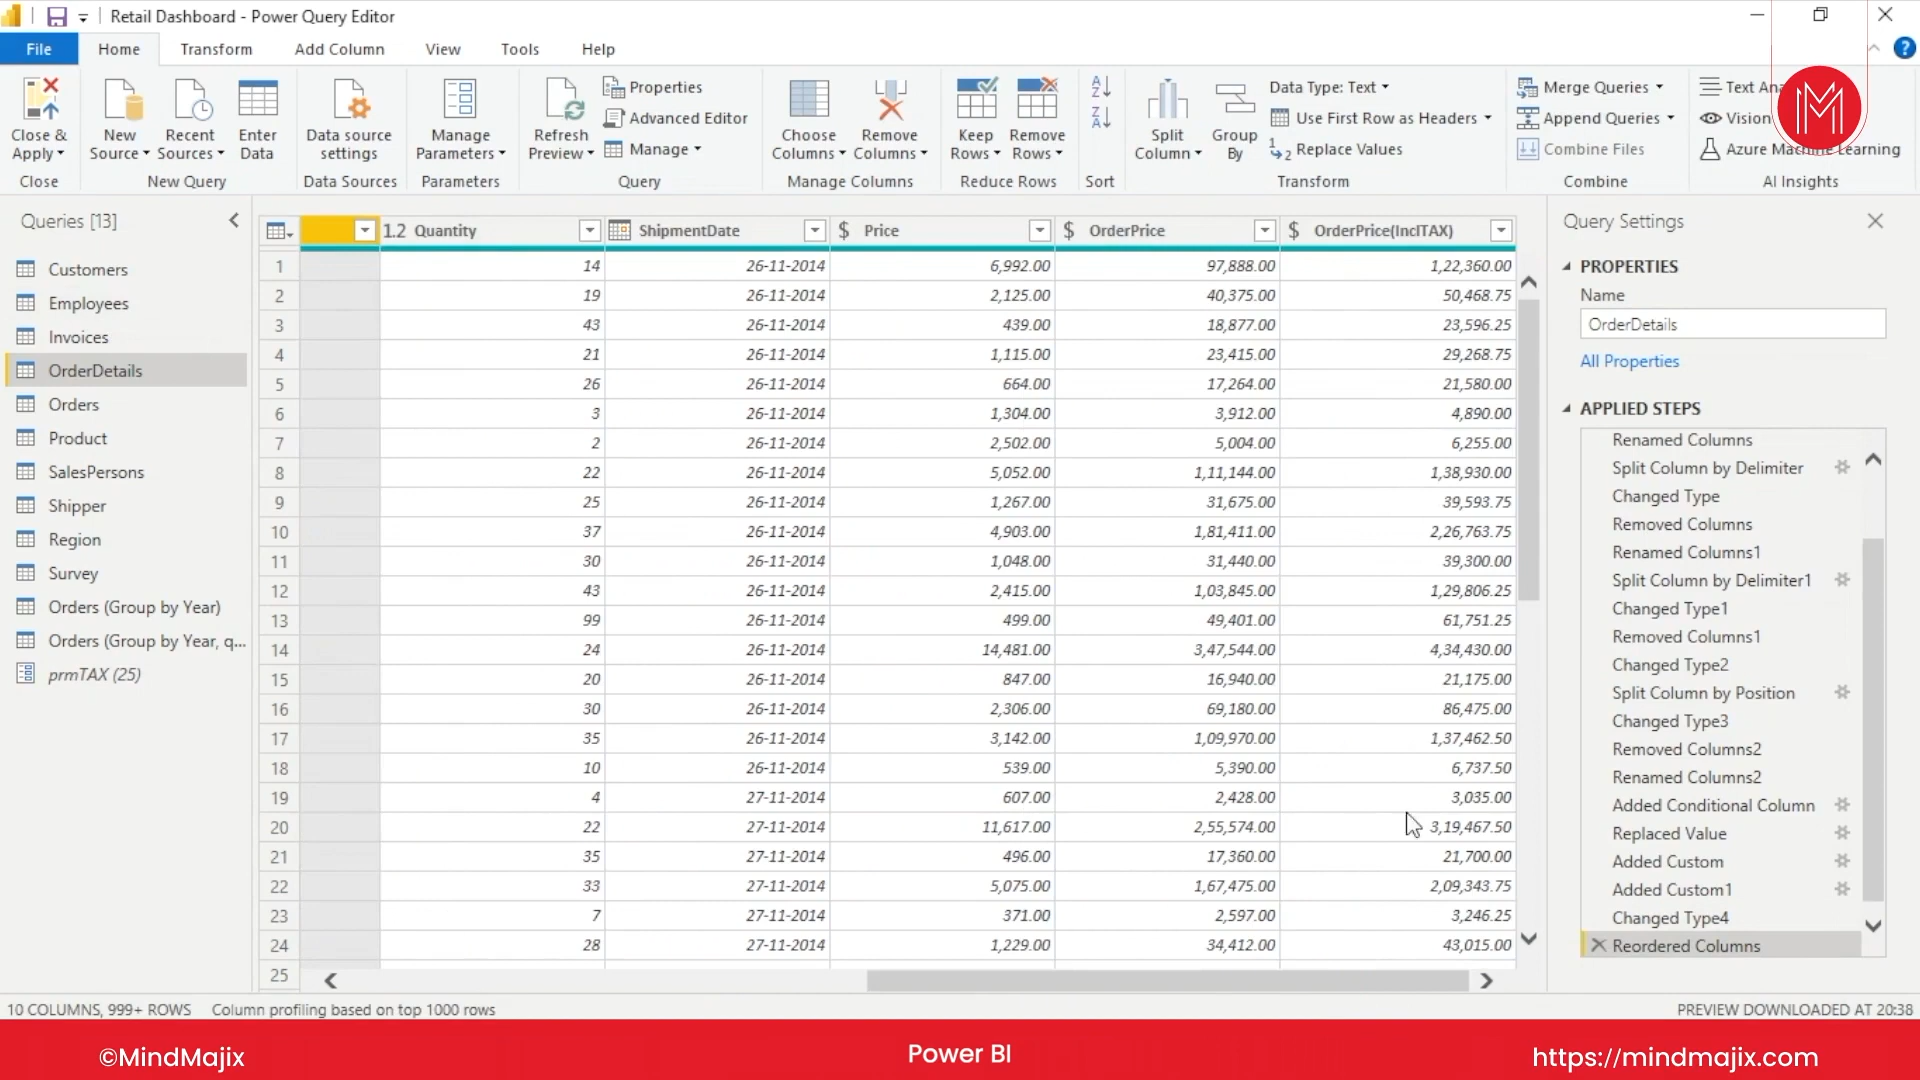 Retail Dashboard - Power Query Editor
File Home Transform Add Column View Tools Help
Close & Apply
Close
New Source
Recent Sources
Enter Data
New Query
Data source settings
Data Sources
Manage Parameters
Parameters
Refresh Preview
Properties
Advanced Editor
Manage
Query
Choose Columns
Remove Columns
Manage Columns
Keep Rows
Remove Rows
Reduce Rows
Sort
Split Column
Group By
Data Type: Text
Use First Row as Headers
Replace Values
Transform
Merge Queries
Append Queries
Combine Files
Combine
Text Ana
Vision
Azure Machine Learning
AI Insights
Queries [13]
Customers
Employees
Invoices
OrderDetails
Orders
Product
SalesPersons
Shipper
Region
Survey
Orders (Group by Year)
Orders (Group by Year, q...
prmTAX (25)
1.2 Quantity ShipmentDate $ Price $ OrderPrice $ OrderPrice(InclTAX)
1 14 26-11-2014 6,992.00 97,888.00 1,22,360.00
2 19 26-11-2014 2,125.00 40,375.00 50,468.75
3 43 26-11-2014 439.00 18,877.00 23,596.25
4 21 26-11-2014 1,115.00 23,415.00 29,268.75
5 26 26-11-2014 664.00 17,264.00 21,580.00
6 3 26-11-2014 1,304.00 3,912.00 4,890.00
7 2 26-11-2014 2,502.00 5,004.00 6,255.00
8 22 26-11-2014 5,052.00 1,11,144.00 1,38,930.00
9 25 26-11-2014 1,267.00 31,675.00 39,593.75
10 37 26-11-2014 4,903.00 1,81,411.00 2,26,763.75
11 30 26-11-2014 1,048.00 31,440.00 39,300.00
12 43 26-11-2014 2,415.00 1,03,845.00 1,29,806.25
13 99 26-11-2014 499.00 49,401.00 61,751.25
14 24 26-11-2014 14,481.00 3,47,544.00 4,34,430.00
15 20 26-11-2014 847.00 16,940.00 21,175.00
16 30 26-11-2014 2,306.00 69,180.00 86,475.00
17 35 26-11-2014 3,142.00 1,09,970.00 1,37,462.50
18 10 26-11-2014 539.00 5,390.00 6,737.50
19 4 27-11-2014 607.00 2,428.00 3,035.00
20 22 27-11-2014 11,617.00 2,55,574.00 3,19,467.50
21 35 27-11-2014 496.00 17,360.00 21,700.00
22 33 27-11-2014 5,075.00 1,67,475.00 2,09,343.75
23 7 27-11-2014 371.00 2,597.00 3,246.25
24 28 27-11-2014 1,229.00 34,412.00 43,015.00
25
Query Settings
PROPERTIES
Name
OrderDetails
All Properties
APPLIED STEPS
Renamed Columns
Split Column by Delimiter
Changed Type
Removed Columns
Renamed Columns1
Split Column by Delimiter1
Changed Type1
Removed Columns1
Changed Type2
Split Column by Position
Changed Type3
Removed Columns2
Renamed Columns2
Added Conditional Column
Replaced Value
Added Custom
Added Custom1
Changed Type4
Reordered Columns
10 COLUMNS, 999+ ROWS Column profiling based on top 1000 rows PREVIEW DOWNLOADED AT 20:38
©MindMajix Power BI https://mindmajix.com